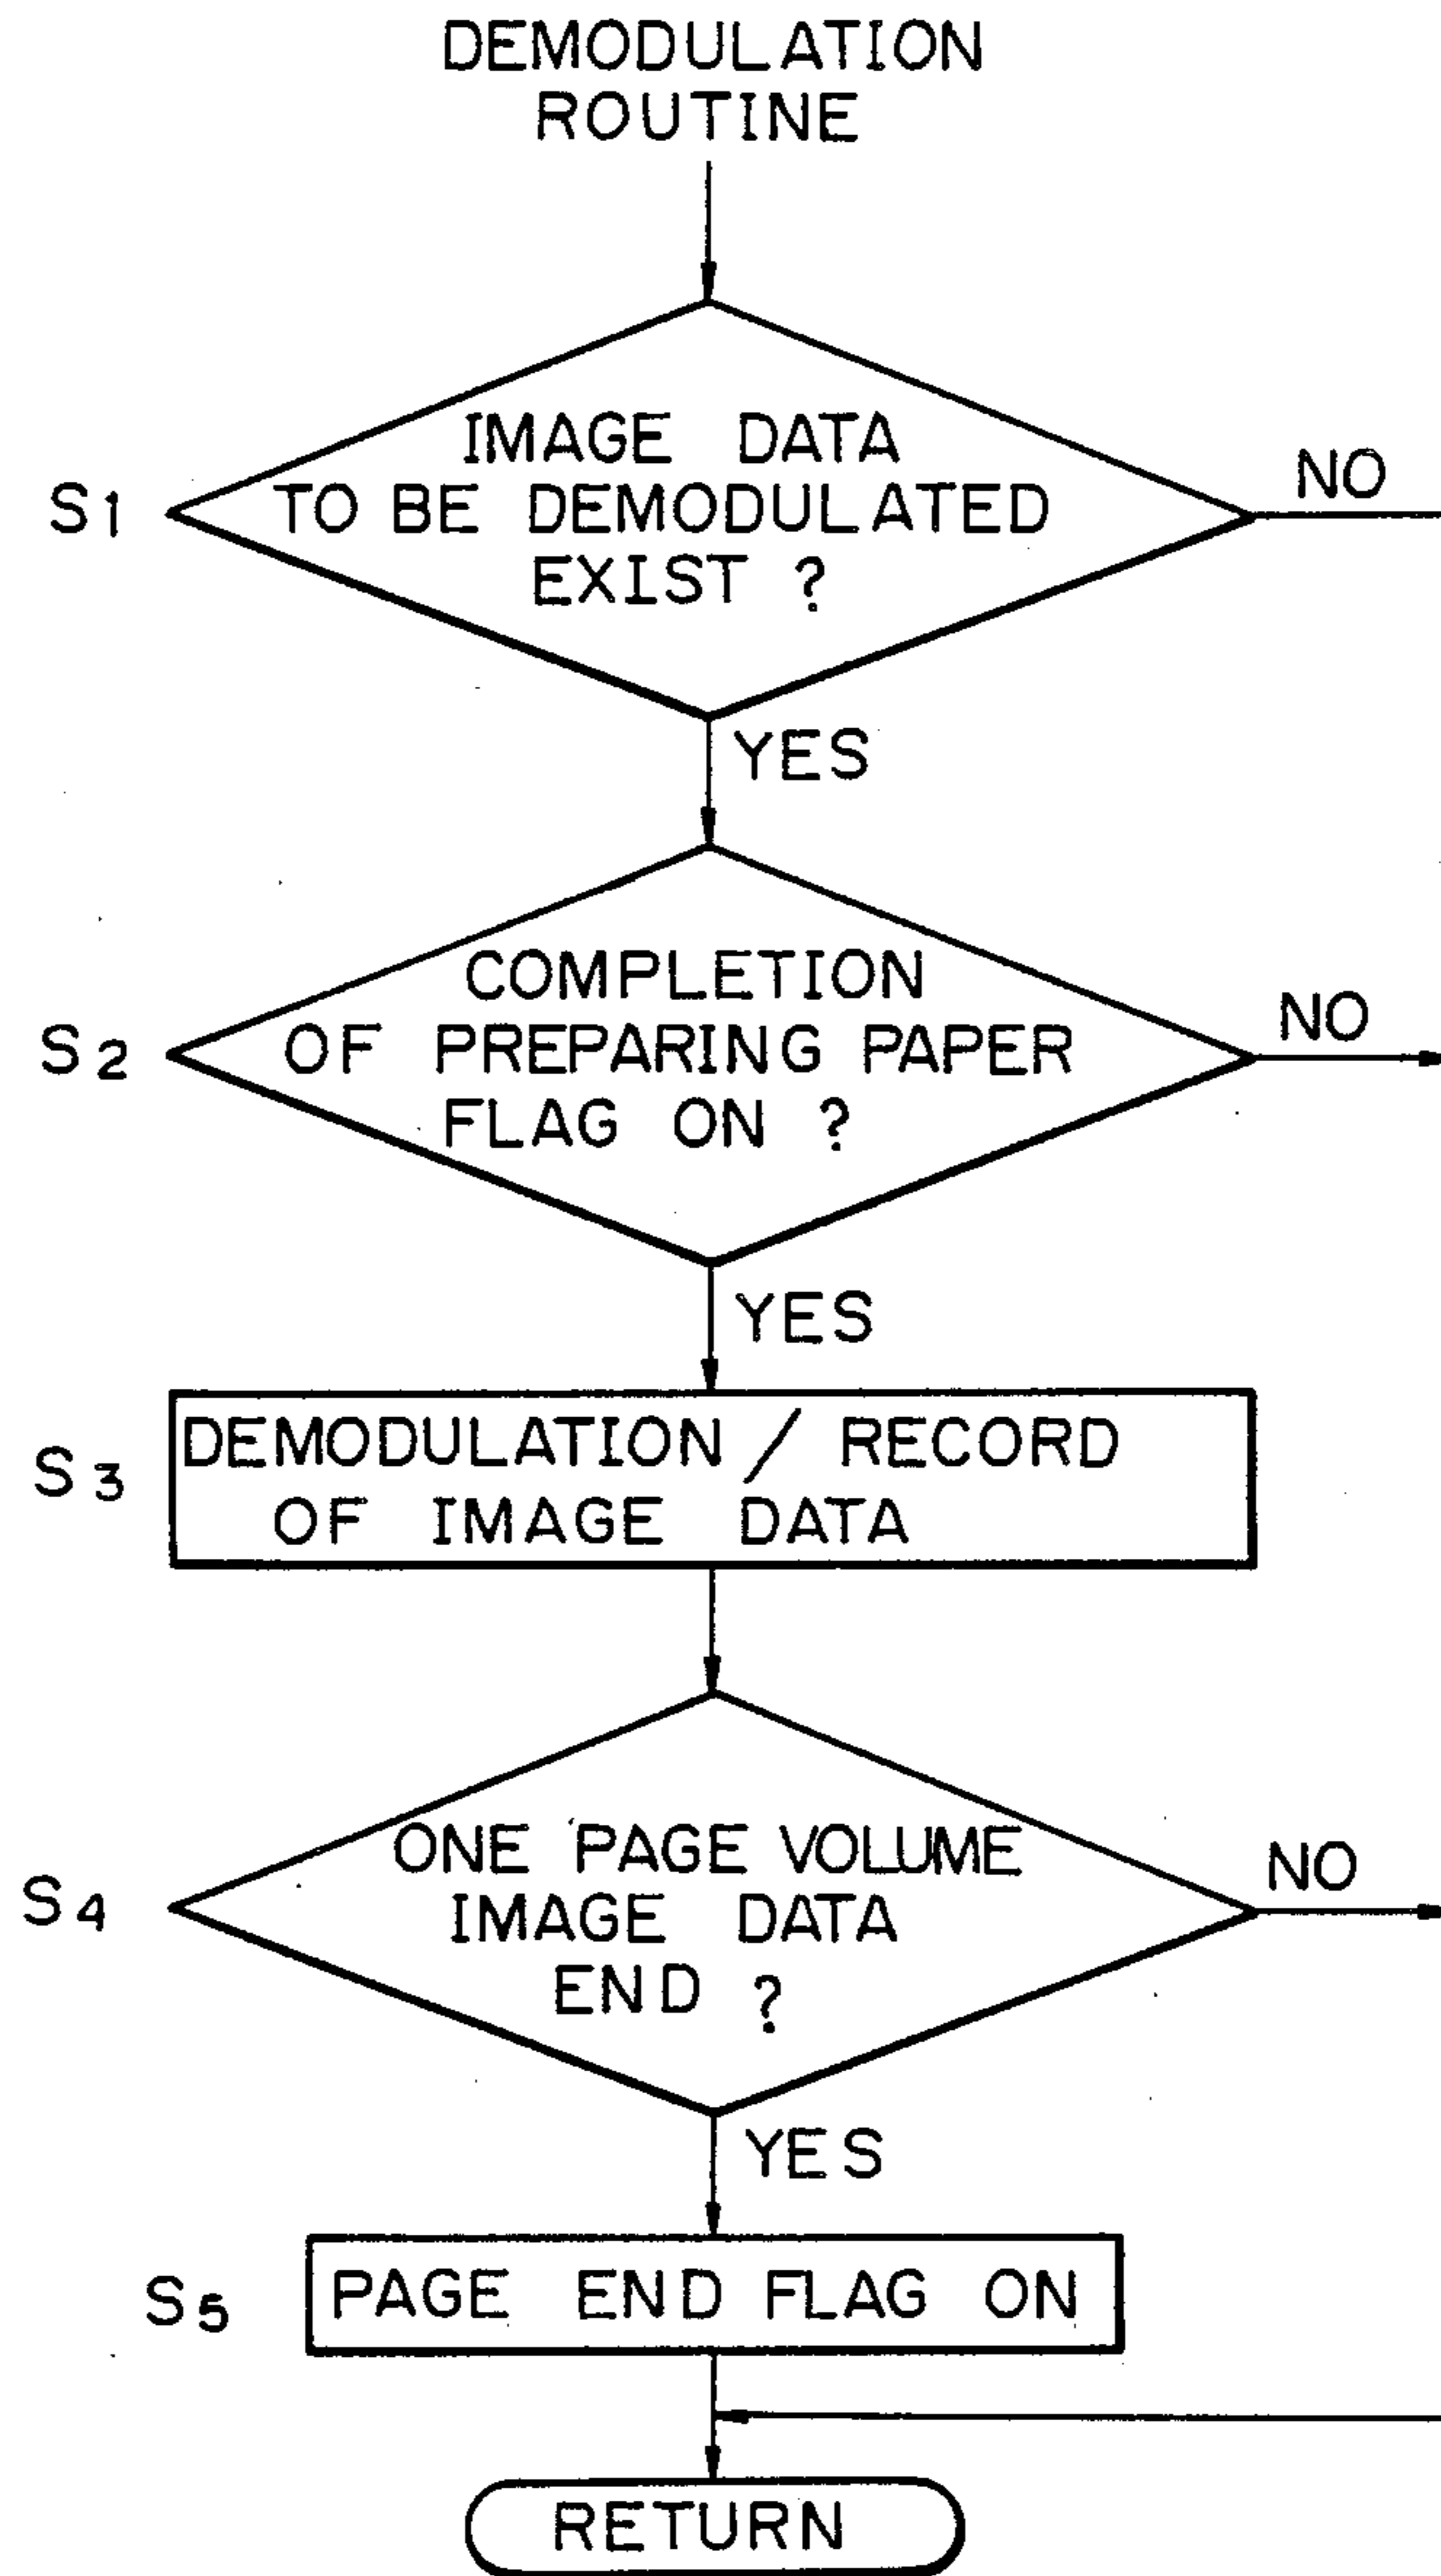 DEMODULATION
ROUTINE
S1
IMAGE DATA
TO BE DEMODULATED
EXIST ?
NO
YES
S2
COMPLETION
OF PREPARING PAPER
FLAG ON ?
NO
YES
S3
DEMODULATION / RECORD
OF IMAGE DATA
S4
ONE PAGE VOLUME
IMAGE DATA
END ?
NO
YES
S5
PAGE END FLAG ON
RETURN